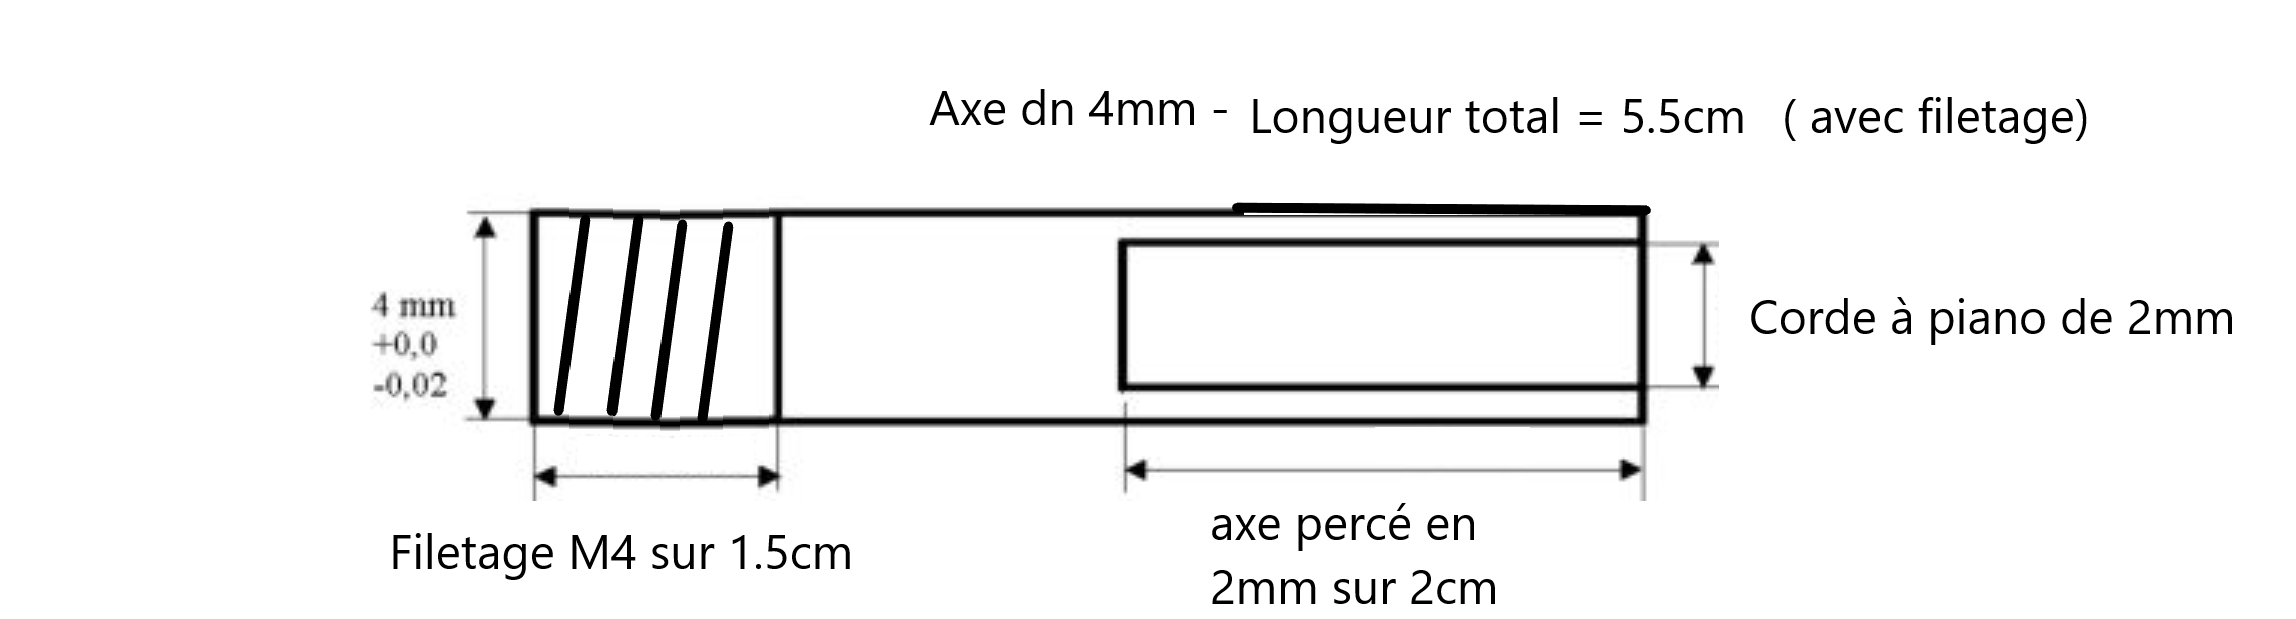 Axe dn 4mm - Longueur total = 5.5cm ( avec filetage)
4 mm
+0,0
-0,02
Corde à piano de 2mm
Filetage M4 sur 1.5cm
axe percé en
2mm sur 2cm